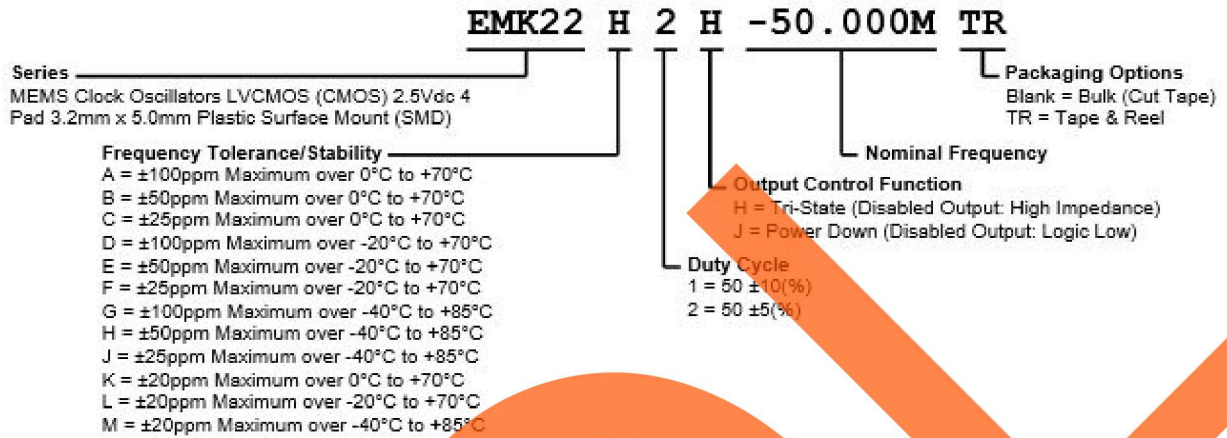 EMK22 H 2 H -50.000M TR
Series
MEMS Clock Oscillators LVCMOS (CMOS) 2.5Vdc 4
Pad 3.2mm x 5.0mm Plastic Surface Mount (SMD)
Packaging Options
Blank = Bulk (Cut Tape)
TR = Tape & Reel
Frequency Tolerance/Stability
A = ±100ppm Maximum over 0°C to +70°C
B = ±50ppm Maximum over 0°C to +70°C
C = ±25ppm Maximum over 0°C to +70°C
D = ±100ppm Maximum over -20°C to +70°C
E = ±50ppm Maximum over -20°C to +70°C
F = ±25ppm Maximum over -20°C to +70°C
G = ±100ppm Maximum over -40°C to +85°C
H = ±50ppm Maximum over -40°C to +85°C
J = ±25ppm Maximum over -40°C to +85°C
K = ±20ppm Maximum over 0°C to +70°C
L = ±20ppm Maximum over -20°C to +70°C
M = ±20ppm Maximum over -40°C to +85°C
Nominal Frequency
Output Control Function
H = Tri-State (Disabled Output: High Impedance)
J = Power Down (Disabled Output: Logic Low)
Duty Cycle
1 = 50 ±10(%)
2 = 50 ±5(%)